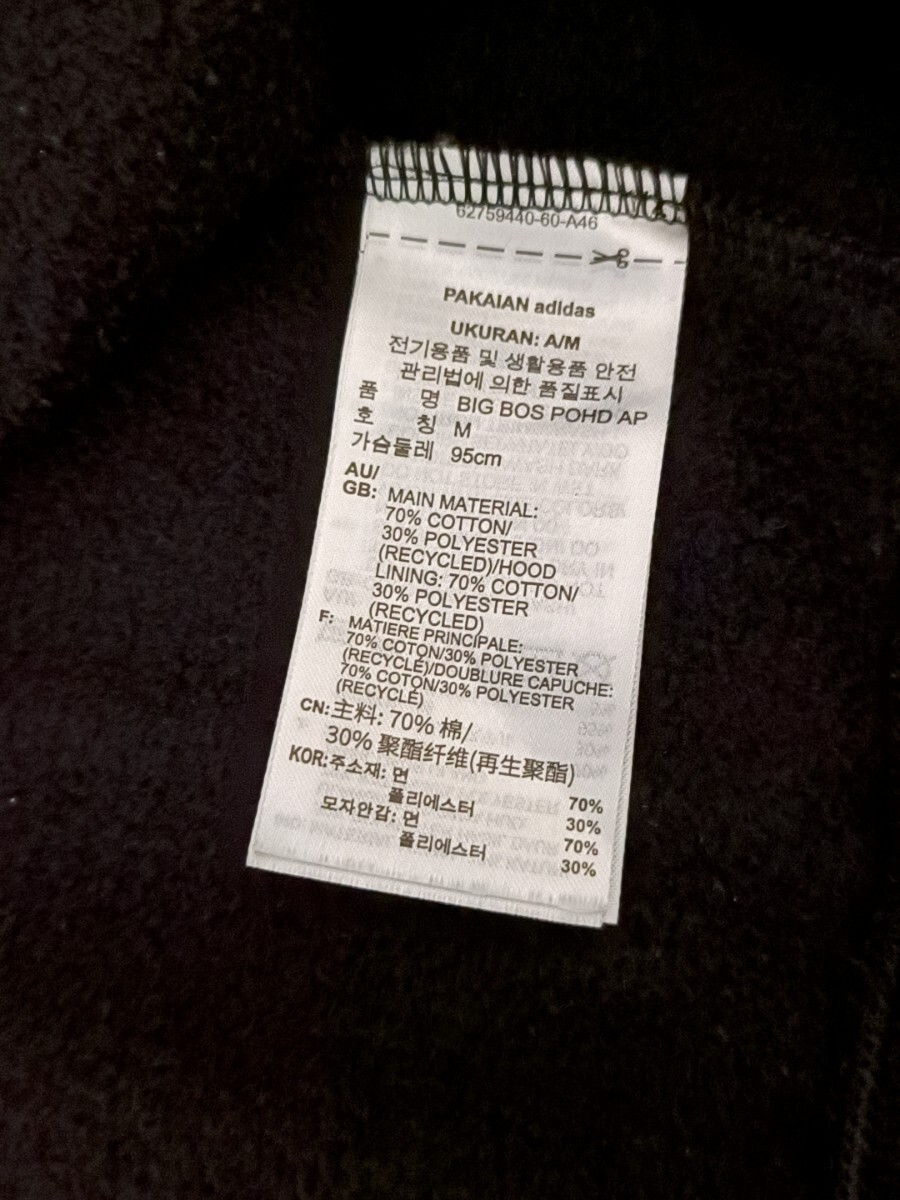 62759440-60-A46
PAKAIAN adidas
UKURAN: A/M
전기용품 및 생활용품 안전
관리법에 의한 품질표시
품 명 BIG BOS POHD AP
호 칭 M
가슴둘레 95cm
AU/
GB: MAIN MATERIAL:
70% COTTON/
30% POLYESTER
(RECYCLED)/HOOD
LINING: 70% COTTON/
30% POLYESTER
(RECYCLED)
F: MATIERE PRINCIPALE:
70% COTON/30% POLYESTER
(RECYCLÉ)/DOUBLURE CAPUCHE:
70% COTON/30% POLYESTER
(RECYCLÉ)
CN:主料: 70% 棉/
30% 聚酯纤维(再生聚酯)
KOR:주소재: 면 70%
폴리에스터 30%
모자안감: 면 70%
폴리에스터 30%